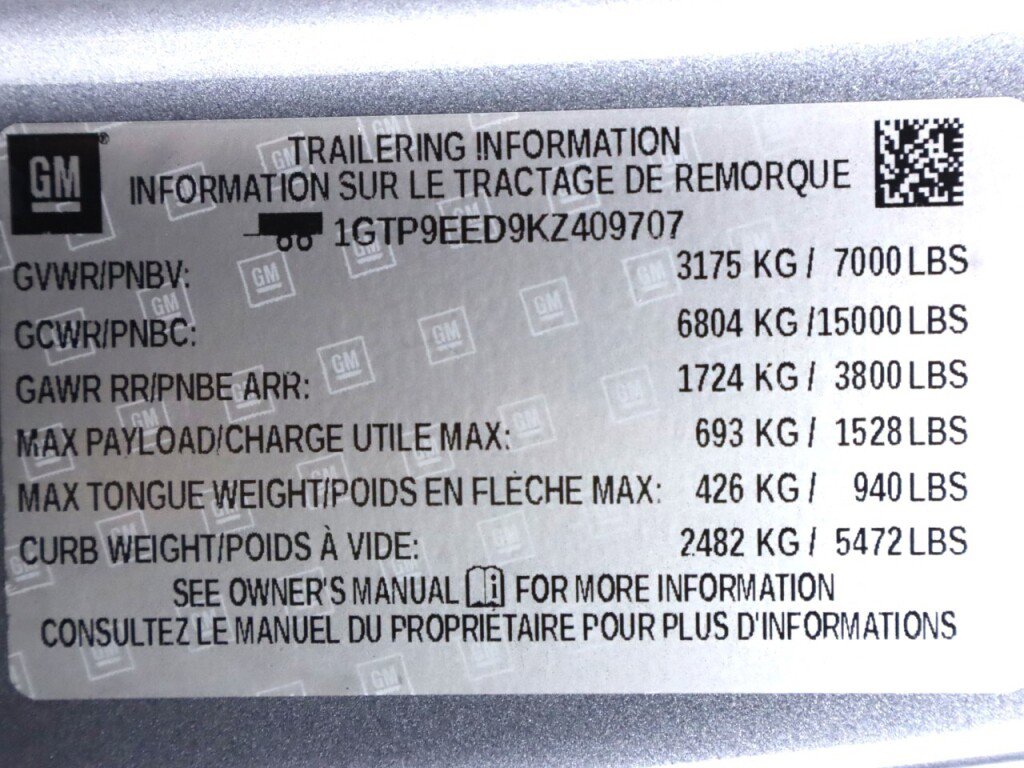 GM
TRAILERING INFORMATION
INFORMATION SUR LE TRACTAGE DE REMORQUE
1GTP9EED9KZ409707
GVWR/PNBV: 3175 KG / 7000 LBS
GCWR/PNBC: 6804 KG /15000 LBS
GAWR RR/PNBE ARR: 1724 KG / 3800 LBS
MAX PAYLOAD/CHARGE UTILE MAX: 693 KG / 1528 LBS
MAX TONGUE WEIGHT/POIDS EN FLÈCHE MAX: 426 KG / 940 LBS
CURB WEIGHT/POIDS À VIDE: 2482 KG / 5472 LBS
SEE OWNER'S MANUAL FOR MORE INFORMATION
CONSULTEZ LE MANUEL DU PROPRIÉTAIRE POUR PLUS D'INFORMATIONS